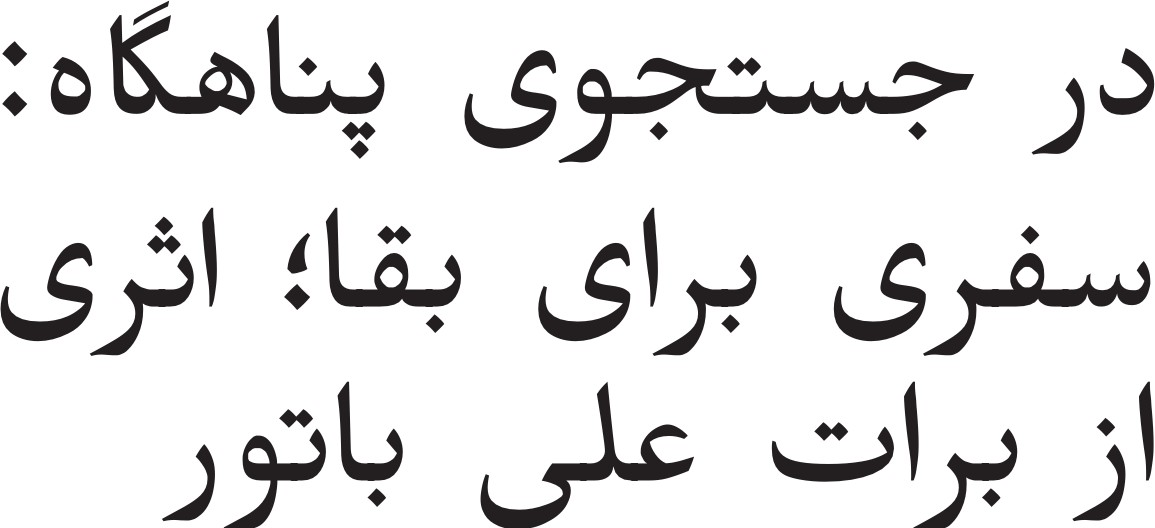 در جستجوی پناهگاه:
سفری برای بقا؛ اثری
از برات علی باتور